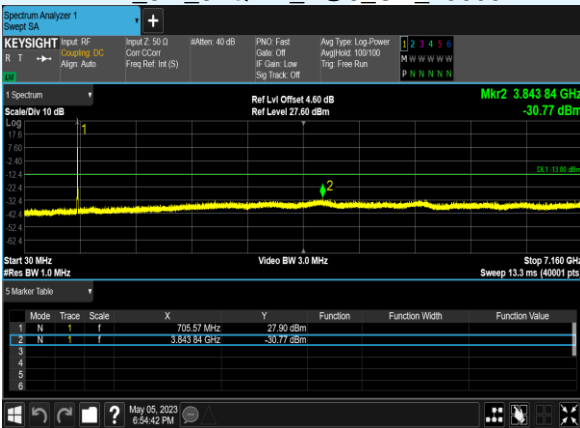 Spectrum Analyzer 1
Swept SA
+
KEYSIGHT
R T
LW
Input: RF
Coupling: DC
Align: Auto
Input Z: 50 Ω
Corr CCorr
Freq Ref: Int (S)
#Atten: 40 dB
PNO: Fast
Gate: Off
IF Gain: Low
Sig Track: Off
Avg Type: Log-Power
Avg|Hold: 100/100
Trig: Free Run
1 2 3 4 5 6
M W W W W W
P N N N N N
1 Spectrum
Scale/Div 10 dB
Ref Lvl Offset 4.60 dB
Ref Level 27.60 dBm
Mkr2 3.843 84 GHz
-30.77 dBm
Log
17.6
7.60
-2.40
-12.4
-22.4
-32.4
-42.4
-52.4
-62.4
1
2
DL1 -13.00 dBm
Start 30 MHz
#Res BW 1.0 MHz
Video BW 3.0 MHz
Stop 7.160 GHz
Sweep 13.3 ms (40001 pts
5 Marker Table
Mode Trace Scale X Y Function Function Width Function Value
1 N 1 f 705.57 MHz 27.90 dBm
2 N 1 f 3.843 84 GHz -30.77 dBm
3
4
5
6
?
May 05, 2023
6:54:42 PM